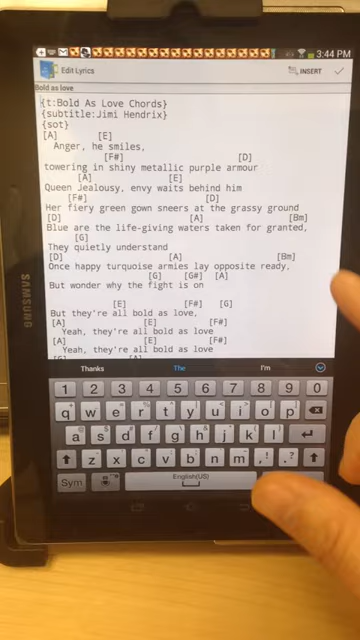 3:44 PM
Edit Lyrics
INSERT
Bold as love
{t:Bold As Love Chords}
{subtitle:Jimi Hendrix}
{sot}
[A] [E]
Anger, he smiles,
[F#] [D]
towering in shiny metallic purple armour
[A] [E]
Queen Jealousy, envy waits behind him
[F#] [D]
Her fiery green gown sneers at the grassy ground
[D] [A] [Bm]
Blue are the life-giving waters taken for granted,
[G]
They quietly understand
[D] [A] [Bm]
Once happy turquoise armies lay opposite ready,
[G] [G#] [A]
But wonder why the fight is on
[E] [F#] [G]
But they're all bold as love,
[A] [E] [F#]
Yeah, they're all bold as love
[A] [E] [F#]
Yeah, they're all bold as love
SAMSUNG
Thanks The I'm
1 2 3 4 5 6 7 8 9 0
q w e r t y u i o p
a s d f g h j k l
z x c v b n m , ! . ?
Sym English(US)